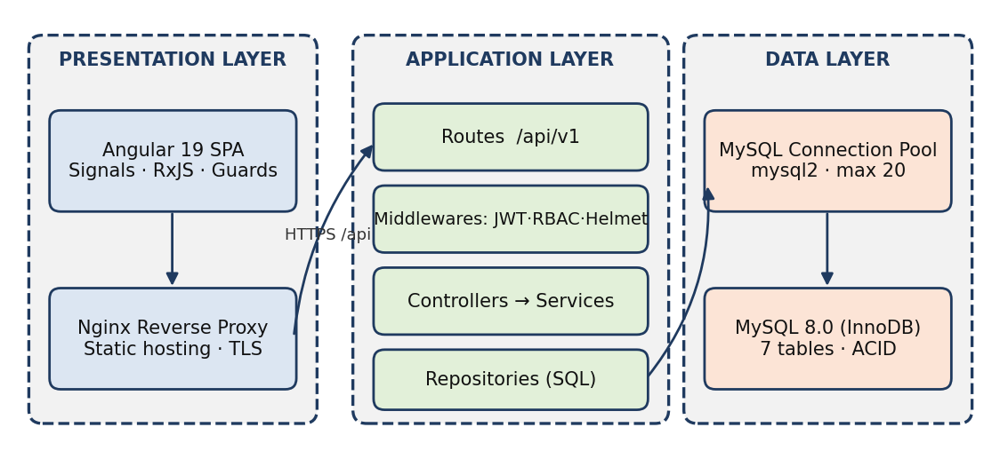 PRESENTATION LAYER
Angular 19 SPA
Signals · RxJS · Guards
Nginx Reverse Proxy
Static hosting · TLS
HTTPS /api
APPLICATION LAYER
Routes  /api/v1
Middlewares: JWT·RBAC·Helmet
Controllers → Services
Repositories (SQL)
DATA LAYER
MySQL Connection Pool
mysql2 · max 20
MySQL 8.0 (InnoDB)
7 tables · ACID